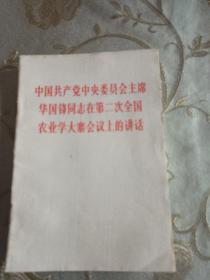 中国共产党中央委员会主席
华国锋同志在第二次全国
农业学大寨会议上的讲话